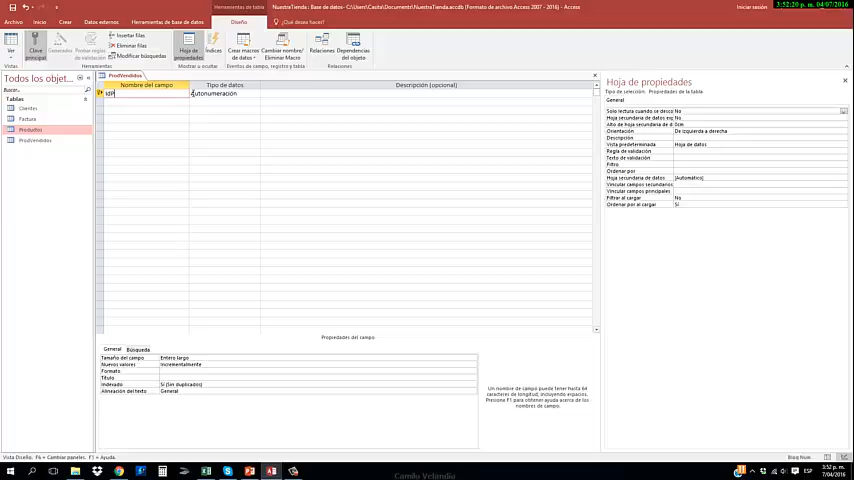 Herramientas de tabla
NuestraTienda : Base de datos- C:\Users\Casita\Documents\NuestraTienda.accdb (Formato de archivo Access 2007 - 2016) - Access
Iniciar sesión
3:52:20 p. m. 04/07/2016
Archivo Inicio Crear Datos externos Herramientas de base de datos Diseño ¿Qué desea hacer?
Ver
Clave principal
Generador
Probar reglas de validación
Insertar filas
Eliminar filas
Modificar búsquedas
Hoja de propiedades
Índices
Crear macros de datos
Cambiar nombre/ Eliminar Macro
Relaciones
Dependencias del objeto
Vistas
Herramientas
Mostrar u ocultar
Eventos de campo, registro y tabla
Relaciones
Todos los objet...
Buscar...
Tablas
Clientes
Factura
Productos
ProdVendidos
ProdVendidos
Nombre del campo Tipo de datos Descripción (opcional)
IdP Autonumeración
Propiedades del campo
General Búsqueda
Tamaño del campo Entero largo
Nuevos valores Incrementalmente
Formato
Título
Indexado Sí (Sin duplicados)
Alineación del texto General
Un nombre de campo puede tener hasta 64
caracteres de longitud, incluyendo espacios.
Presione F1 para obtener ayuda acerca de los
nombres de campo.
Hoja de propiedades
Tipo de selección: Propiedades de la tabla
General
Solo lectura cuando se desco No
Hoja secundaria de datos ex No
Alto de hoja secundaria de d 0cm
Orientación De izquierda a derecha
Descripción
Vista predeterminada Hoja de datos
Regla de validación
Texto de validación
Filtro
Ordenar por
Hoja secundaria de datos [Automático]
Vincular campos secundarios
Vincular campos principales
Filtrar al cargar No
Ordenar por al cargar Sí
Vista Diseño. F6 = Cambiar paneles. F1 = Ayuda.
Bloq Num
ESP
3:52 p. m.
7/04/2016
Camilo Velandia